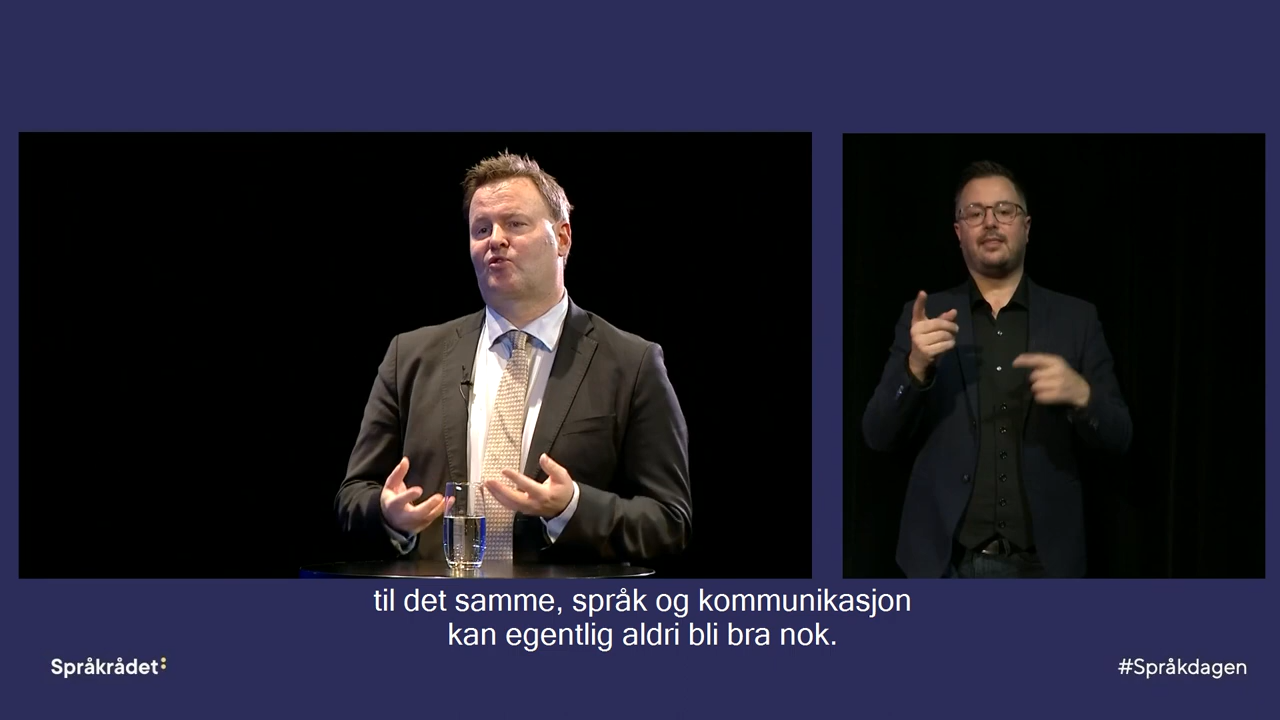 til det samme, språk og kommunikasjon
kan egentlig aldri bli bra nok.
Språkrådet:
#Språkdagen